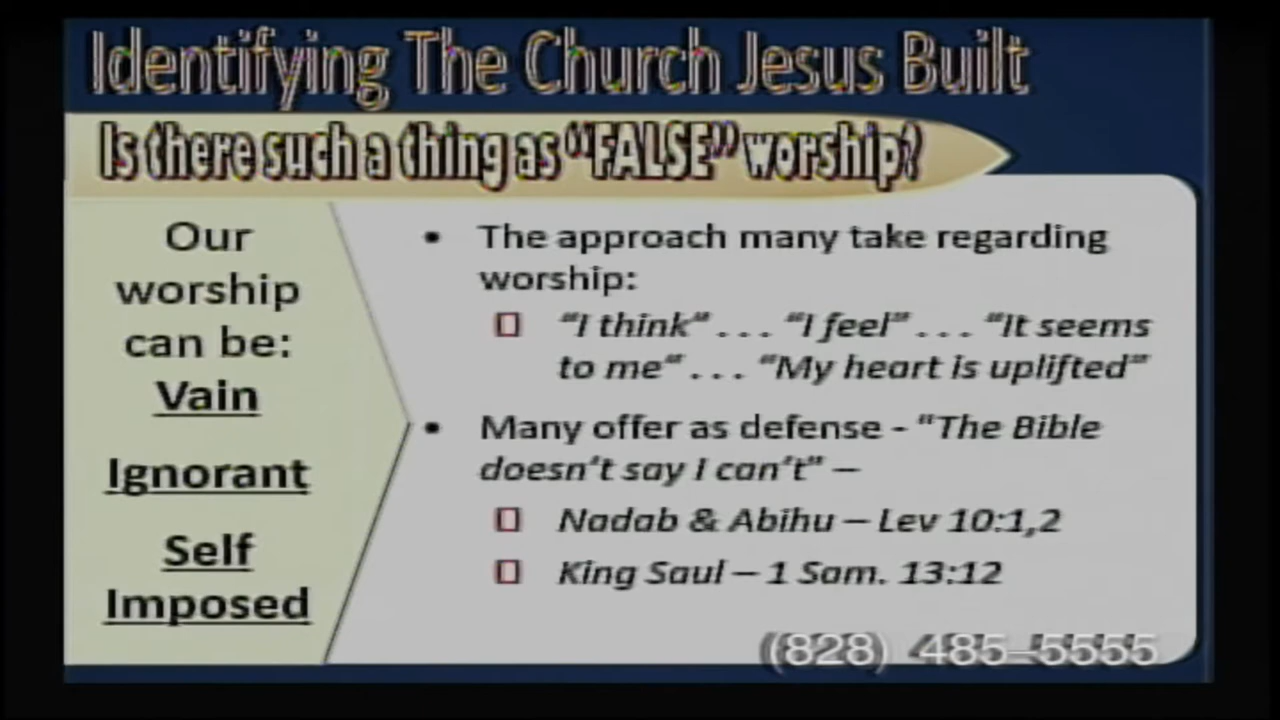 Identifying The Church Jesus Built
Is there such a thing as “FALSE” worship?
Our
worship
can be:
Vain
Ignorant
Self
Imposed
• The approach many take regarding
worship:
“I think” . . . “I feel” . . . “It seems
to me” . . . “My heart is uplifted”
• Many offer as defense - “The Bible
doesn’t say I can’t” –
Nadab & Abihu – Lev 10:1,2
King Saul – 1 Sam. 13:12
(828) 485-5555